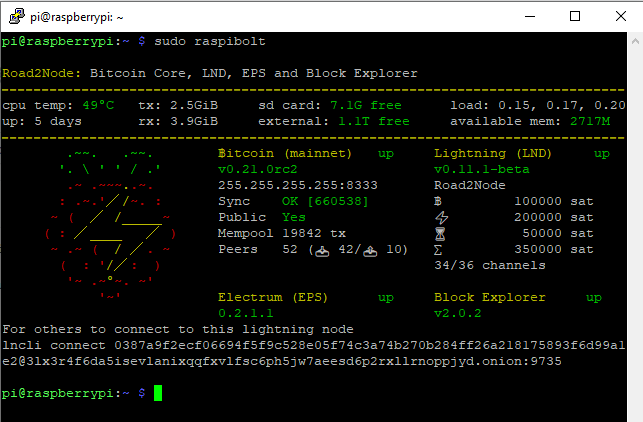 pi@raspberrypi: ~
pi@raspberrypi:~ $ sudo raspibolt
Road2Node: Bitcoin Core, LND, EPS and Block Explorer
cpu temp: 49°C tx: 2.5GiB sd card: 7.1G free load: 0.15, 0.17, 0.20
up: 5 days rx: 3.9GiB external: 1.1T free available mem: 2717M
₿itcoin (mainnet) up Lightning (LND) up
v0.21.0rc2 v0.11.1-beta
255.255.255.255:8333 Road2Node
Sync OK [660538] ₿ 100000 sat
Public Yes ⚡ 200000 sat
Mempool 19842 tx ⏳ 50000 sat
Peers 52 (📥 42/📤 10) Σ 350000 sat
34/36 channels
Electrum (EPS) up Block Explorer up
0.2.1.1 v2.0.2
For others to connect to this lightning node
lncli connect 0387a9f2ecf06694f5f9c528e05f74c3a74b270b284ff26a218175893f6d99al
e2@3lx3r4f6da5isevlanixqqfxvlfsc6ph5jw7aeesd6p2rxllrnoppjyd.onion:9735
pi@raspberrypi:~ $